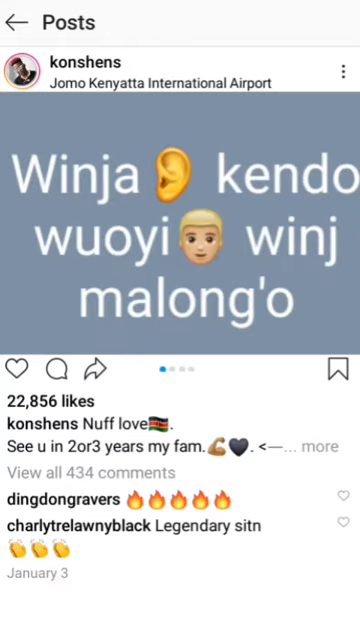 Posts
konshens
Jomo Kenyatta International Airport
Winja👂 kendo
wuoyi👨🏼 winj
malong'o
22,856 likes
konshens Nuff love🇰🇪.
See u in 2or3 years my fam.💪🏾🖤. <—... more
View all 434 comments
dingdongravers 🔥🔥🔥🔥🔥
charlytrelawnyblack Legendary sitn
👏👏👏
January 3